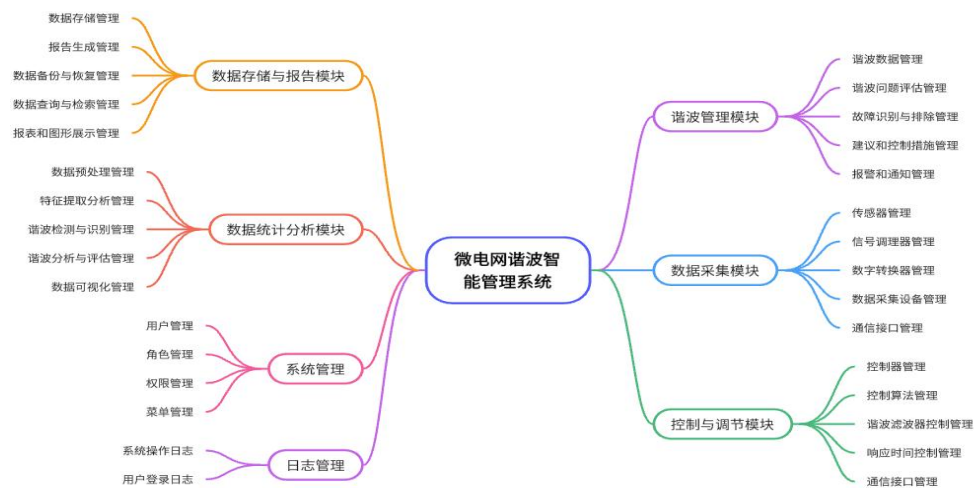 微电网谐波智
能管理系统
数据存储与报告模块
数据存储管理
报告生成管理
数据备份与恢复管理
数据查询与检索管理
报表和图形展示管理
数据统计分析模块
数据预处理管理
特征提取分析管理
谐波检测与识别管理
谐波分析与评估管理
数据可视化管理
系统管理
用户管理
角色管理
权限管理
菜单管理
日志管理
系统操作日志
用户登录日志
谐波管理模块
谐波数据管理
谐波问题评估管理
故障识别与排除管理
建议和控制措施管理
报警和通知管理
数据采集模块
传感器管理
信号调理器管理
数字转换器管理
数据采集设备管理
通信接口管理
控制与调节模块
控制器管理
控制算法管理
谐波滤波器控制管理
响应时间控制管理
通信接口管理